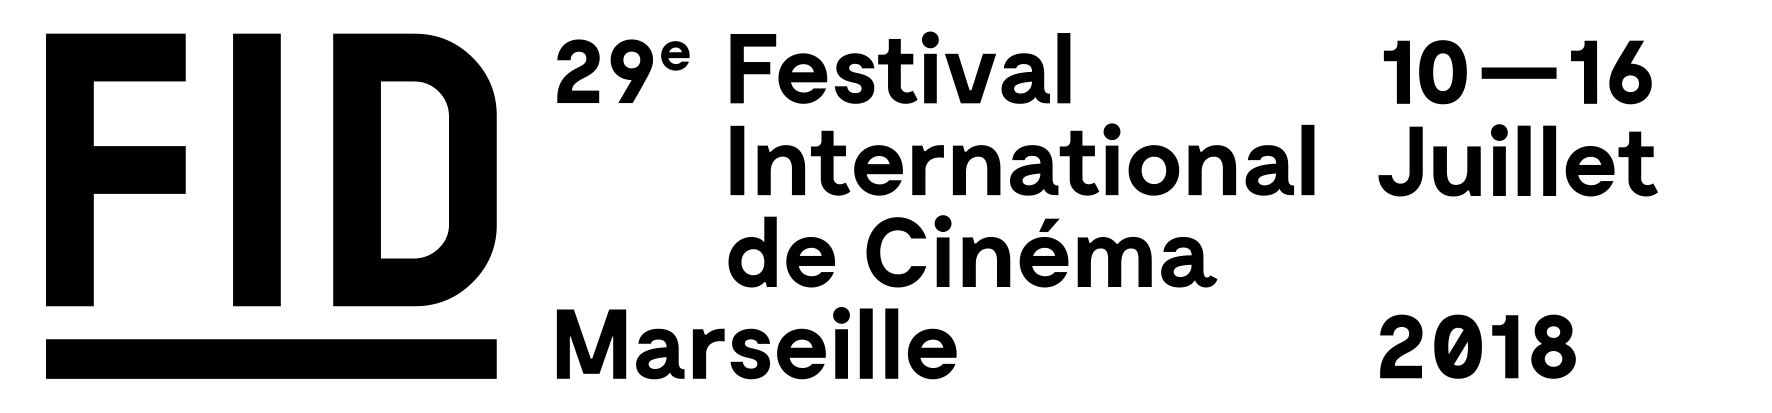 FID
29e Festival
International
de Cinéma
Marseille
10—16
Juillet
2018